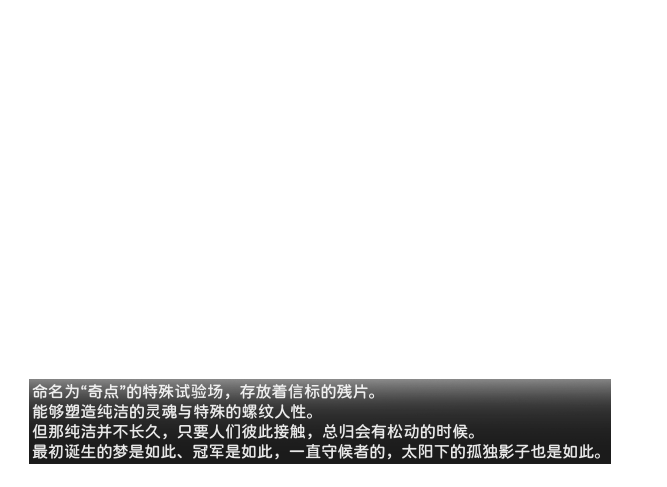 命名为“奇点”的特殊试验场，存放着信标的残片。
能够塑造纯洁的灵魂与特殊的螺纹人性。
但那纯洁并不长久，只要人们彼此接触，总归会有松动的时候。
最初诞生的梦是如此、冠军是如此，一直守候者的，太阳下的孤独影子也是如此。